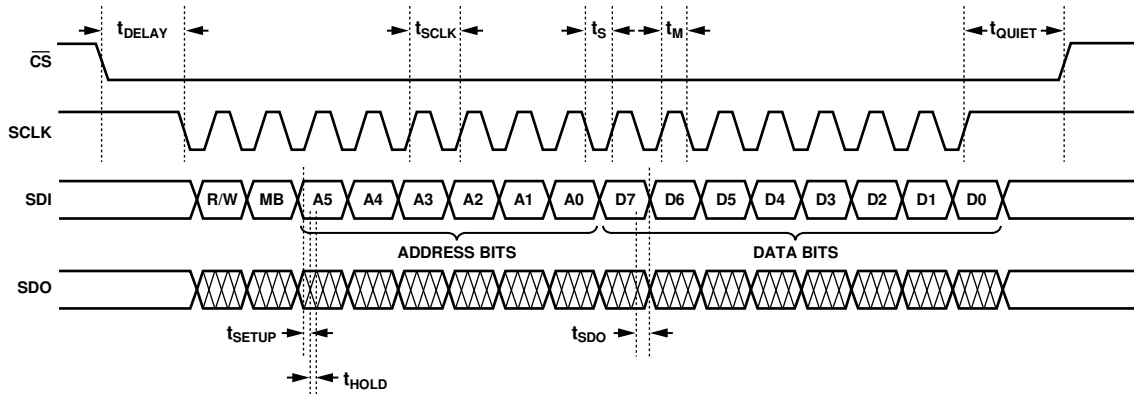 tDELAY tSCLK tS tM tQUIET
CS
SCLK
SDI R/W MB A5 A4 A3 A2 A1 A0 D7 D6 D5 D4 D3 D2 D1 D0
ADDRESS BITS DATA BITS
SDO
tSETUP tSDO
tHOLD